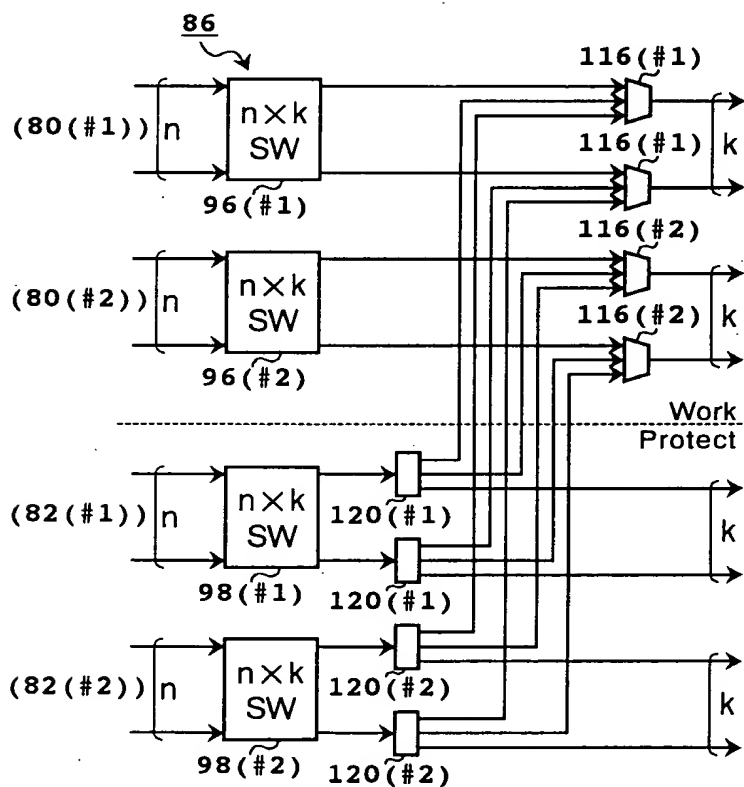 86
116(#1)
(80(#1)) n
n×k
SW
k
116(#1)
96(#1)
116(#2)
(80(#2)) n
n×k
SW
k
116(#2)
96(#2)
Work
Protect
(82(#1)) n
n×k
SW
120(#1)
k
98(#1)
120(#1)
(82(#2)) n
n×k
SW
120(#2)
k
98(#2)
120(#2)